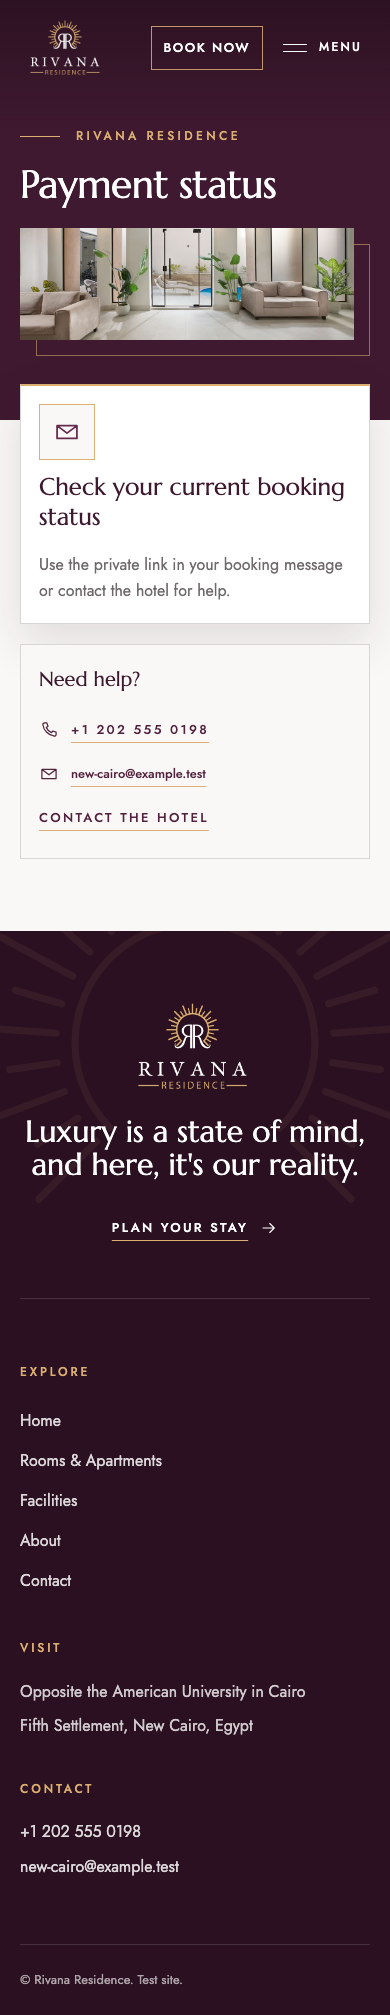 RIVANA
RESIDENCE
BOOK NOW
MENU
RIVANA RESIDENCE
Payment status
Check your current booking
status
Use the private link in your booking message
or contact the hotel for help.
Need help?
+1 202 555 0198
new-cairo@example.test
CONTACT THE HOTEL
RIVANA
RESIDENCE
Luxury is a state of mind,
and here, it's our reality.
PLAN YOUR STAY
EXPLORE
Home
Rooms & Apartments
Facilities
About
Contact
VISIT
Opposite the American University in Cairo
Fifth Settlement, New Cairo, Egypt
CONTACT
+1 202 555 0198
new-cairo@example.test
© Rivana Residence. Test site.